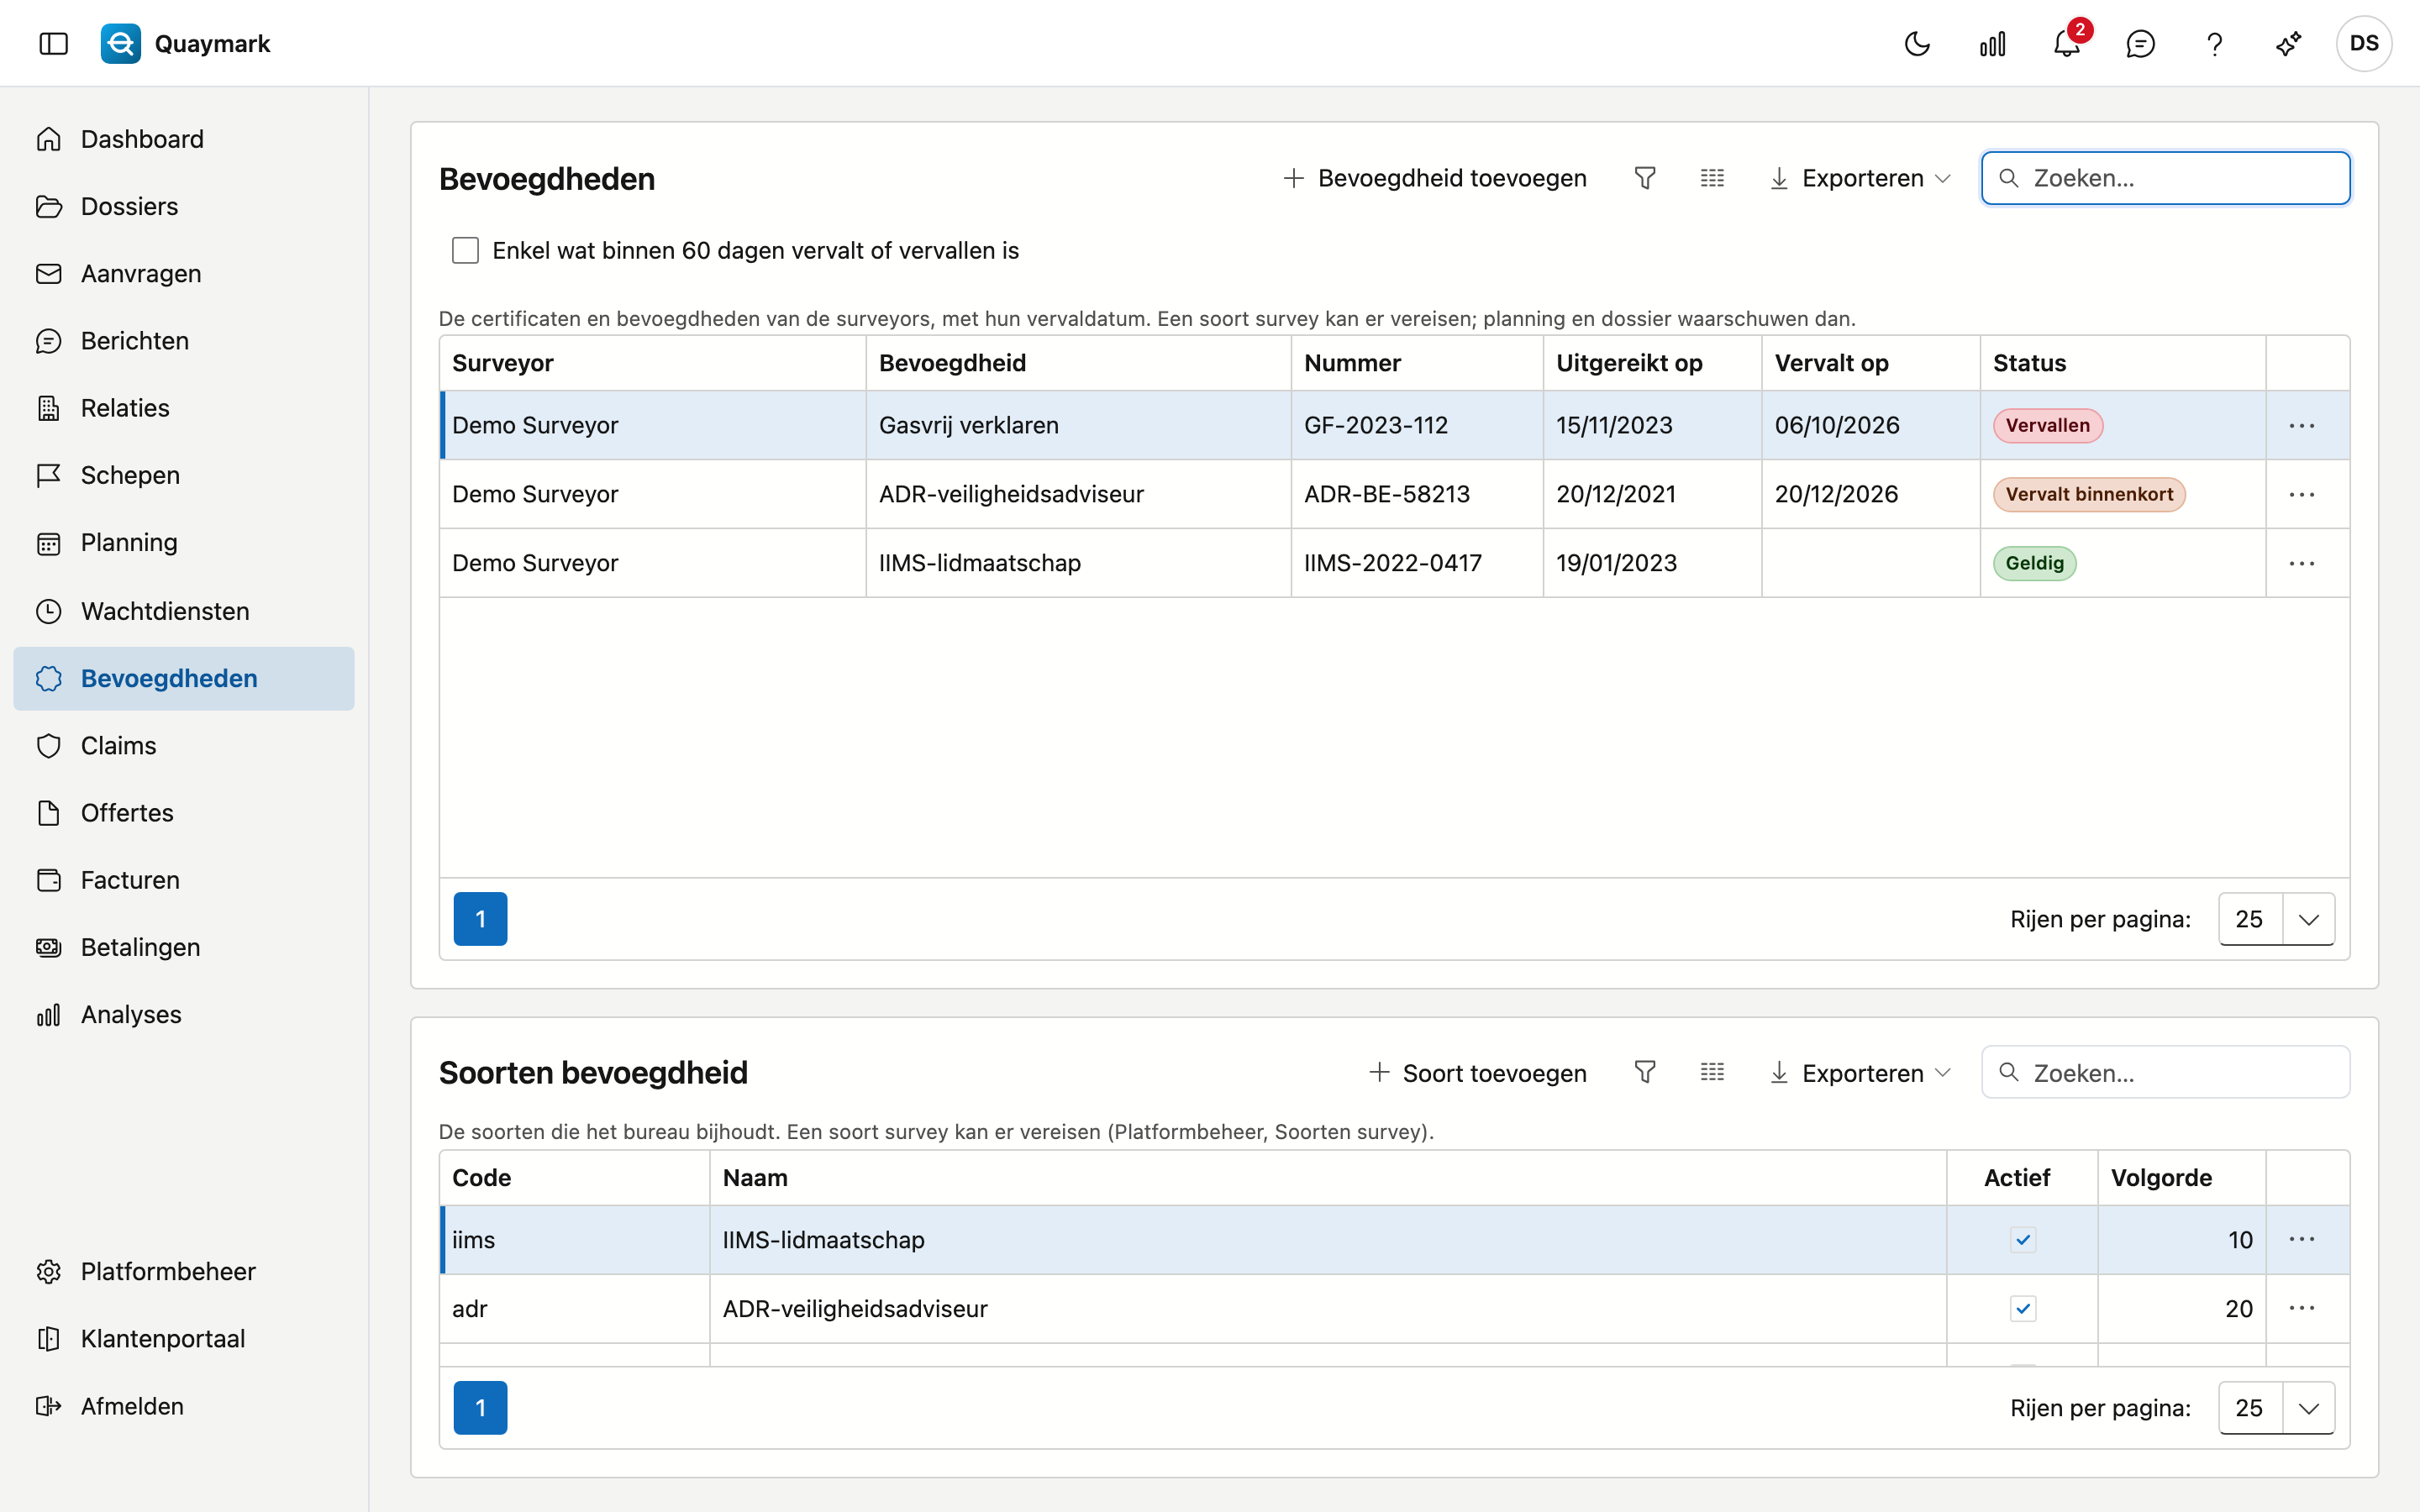 Quaymark
2
DS
Dashboard
Dossiers
Aanvragen
Berichten
Relaties
Schepen
Planning
Wachtdiensten
Bevoegdheden
Claims
Offertes
Facturen
Betalingen
Analyses
Platformbeheer
Klantenportaal
Afmelden
Bevoegdheden
Bevoegdheid toevoegen
Exporteren
Zoeken...
Enkel wat binnen 60 dagen vervalt of vervallen is
De certificaten en bevoegdheden van de surveyors, met hun vervaldatum. Een soort survey kan er vereisen; planning en dossier waarschuwen dan.
Surveyor Bevoegdheid Nummer Uitgereikt op Vervalt op Status
Demo Surveyor Gasvrij verklaren GF-2023-112 15/11/2023 06/10/2026 Vervallen ...
Demo Surveyor ADR-veiligheidsadviseur ADR-BE-58213 20/12/2021 20/12/2026 Vervalt binnenkort ...
Demo Surveyor IIMS-lidmaatschap IIMS-2022-0417 19/01/2023 Geldig ...
1 Rijen per pagina: 25
Soorten bevoegdheid
Soort toevoegen
Exporteren
Zoeken...
De soorten die het bureau bijhoudt. Een soort survey kan er vereisen (Platformbeheer, Soorten survey).
Code Naam Actief Volgorde
iims IIMS-lidmaatschap 10 ...
adr ADR-veiligheidsadviseur 20 ...
1 Rijen per pagina: 25